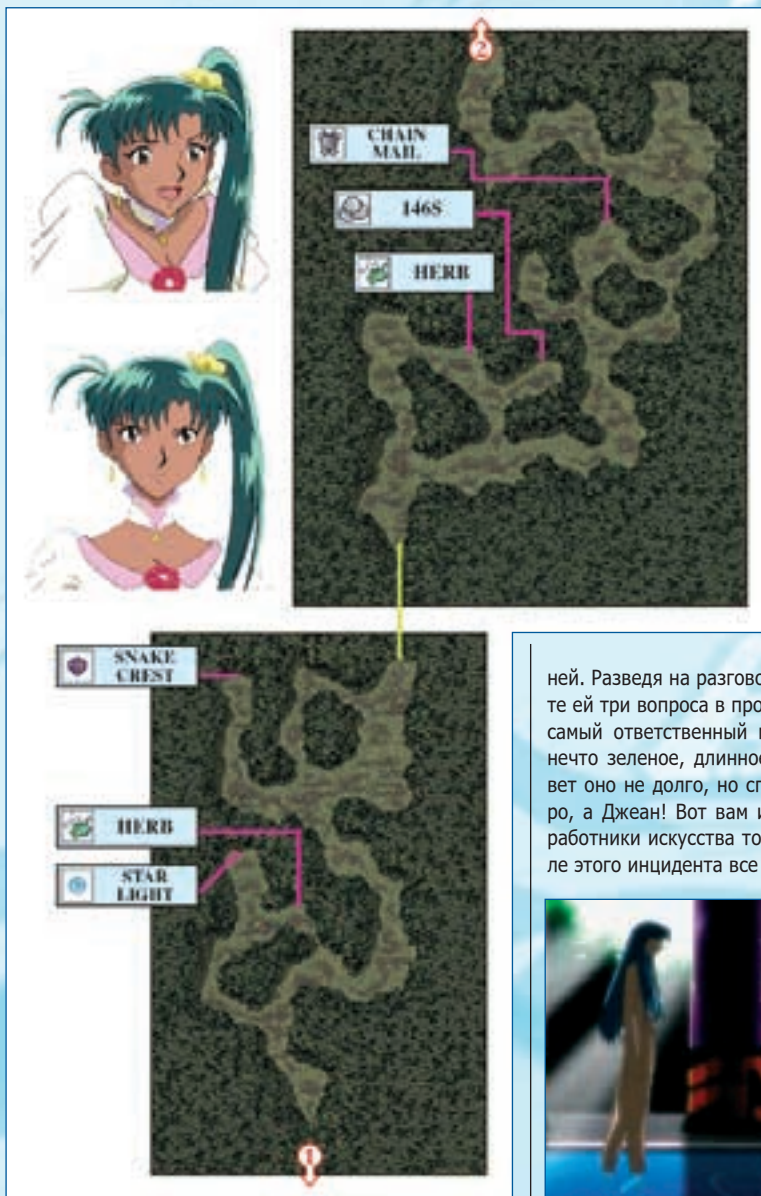 2
CHAIN
MAIL
146S
HERB
SNAKE
CREST
HERB
STAR
LIGHT
1
ней. Разведя на разгово
те ей три вопроса в про
самый ответственный
нечто зеленое, длинное
вет оно не долго, но сп
ро, а Джеан! Вот вам и
работники искусства то
ле этого инцидента все